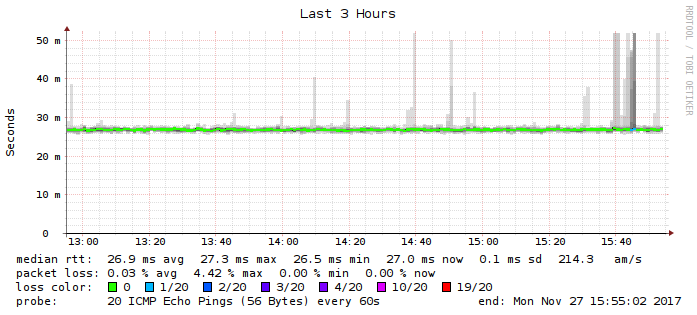 Last 3 Hours
RRDTOOL / TOBI OETIKER
Seconds
50 m
40 m
30 m
20 m
10 m
0
13:00 13:20 13:40 14:00 14:20 14:40 15:00 15:20 15:40
median rtt: 26.9 ms avg 27.3 ms max 26.5 ms min 27.0 ms now 0.1 ms sd 214.3 am/s
packet loss: 0.03 % avg 4.42 % max 0.00 % min 0.00 % now
loss color: 0 1/20 2/20 3/20 4/20 10/20 19/20
probe: 20 ICMP Echo Pings (56 Bytes) every 60s end: Mon Nov 27 15:55:02 2017